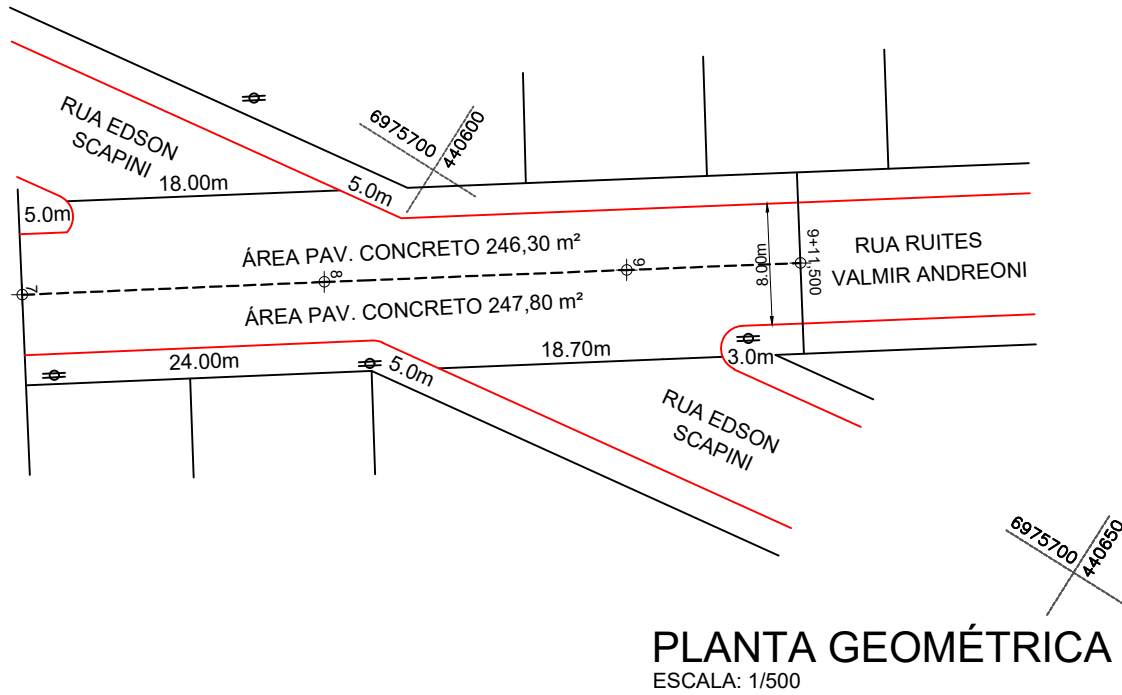 RUA EDSON
SCAPINI
6975700
440600
18.00m
5.0m
5.0m
ÁREA PAV. CONCRETO 246,30 m²
7
8
9
8.00m
9+11,500
RUA RUITES
VALMIR ANDREONI
ÁREA PAV. CONCRETO 247,80 m²
24.00m
5.0m
18.70m
3.0m
RUA EDSON
SCAPINI
6975700
440650
PLANTA GEOMÉTRICA
ESCALA: 1/500